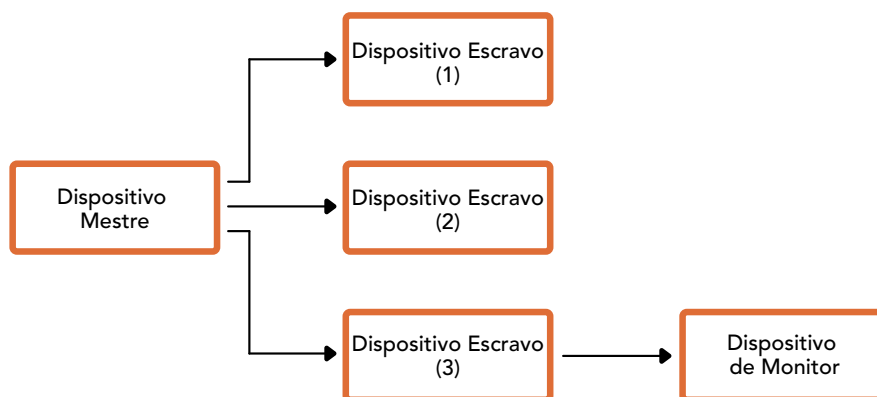 Dispositivo Escravo
(1)
Dispositivo
Mestre
Dispositivo Escravo
(2)
Dispositivo Escravo
(3)
Dispositivo
de Monitor